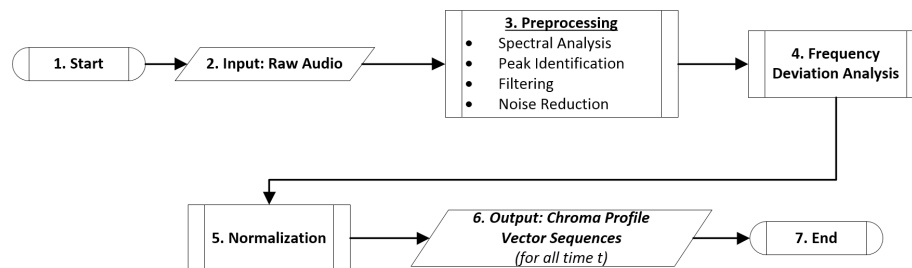 1. Start
2. Input: Raw Audio
3. Preprocessing
• Spectral Analysis
• Peak Identification
• Filtering
• Noise Reduction
4. Frequency
Deviation Analysis
5. Normalization
6. Output: Chroma Profile
Vector Sequences
(for all time t)
7. End